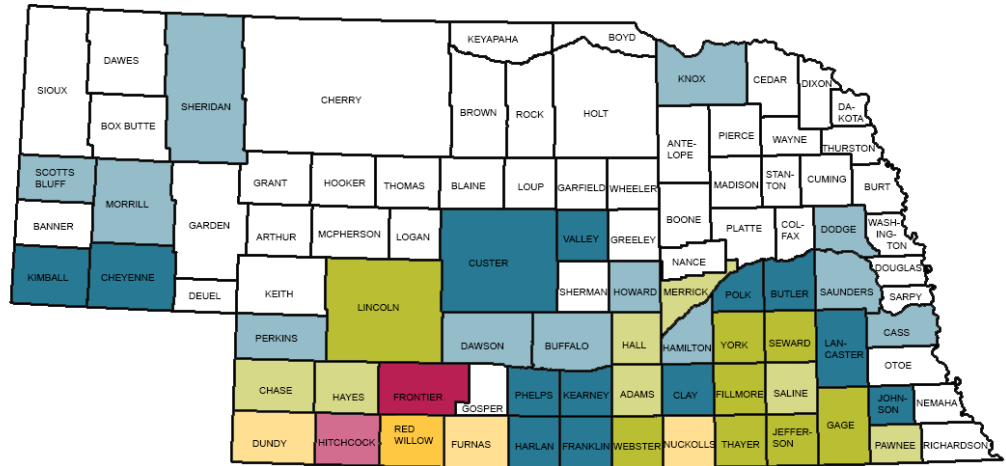 KEYAPAHA
BOYD
DAWES
SIOUX
SHERIDAN
CHERRY
BROWN
ROCK
HOLT
KNOX
CEDAR
DIXON
DA-
KOTA
BOX BUTTE
ANTE-
LOPE
PIERCE
WAYNE
THURSTON
SCOTTS
BLUFF
MORRILL
GARDEN
GRANT
HOOKER
THOMAS
BLAINE
LOUP
GARFIELD
WHEELER
MADISON
STAN-
TON
CUMING
BURT
BANNER
ARTHUR
MCPHERSON
LOGAN
CUSTER
VALLEY
GREELEY
BOONE
PLATTE
COL-
FAX
DODGE
WASH-
ING-
TON
KIMBALL
CHEYENNE
DEUEL
KEITH
LINCOLN
SHERMAN
HOWARD
NANCE
MERRICK
POLK
BUTLER
SAUNDERS
DOUGLAS
SARPY
PERKINS
DAWSON
BUFFALO
HALL
HAMILTON
YORK
SEWARD
LAN-
CASTER
CASS
OTOE
CHASE
HAYES
FRONTIER
GOSPER
PHELPS
KEARNEY
ADAMS
CLAY
FILLMORE
SALINE
JOHN-
SON
NEMAHA
DUNDY
HITCHCOCK
RED
WILLOW
FURNAS
HARLAN
FRANKLIN
WEBSTER
NUCKOLLS
THAYER
JEFFER-
SON
GAGE
PAWNEE
RICHARDSON